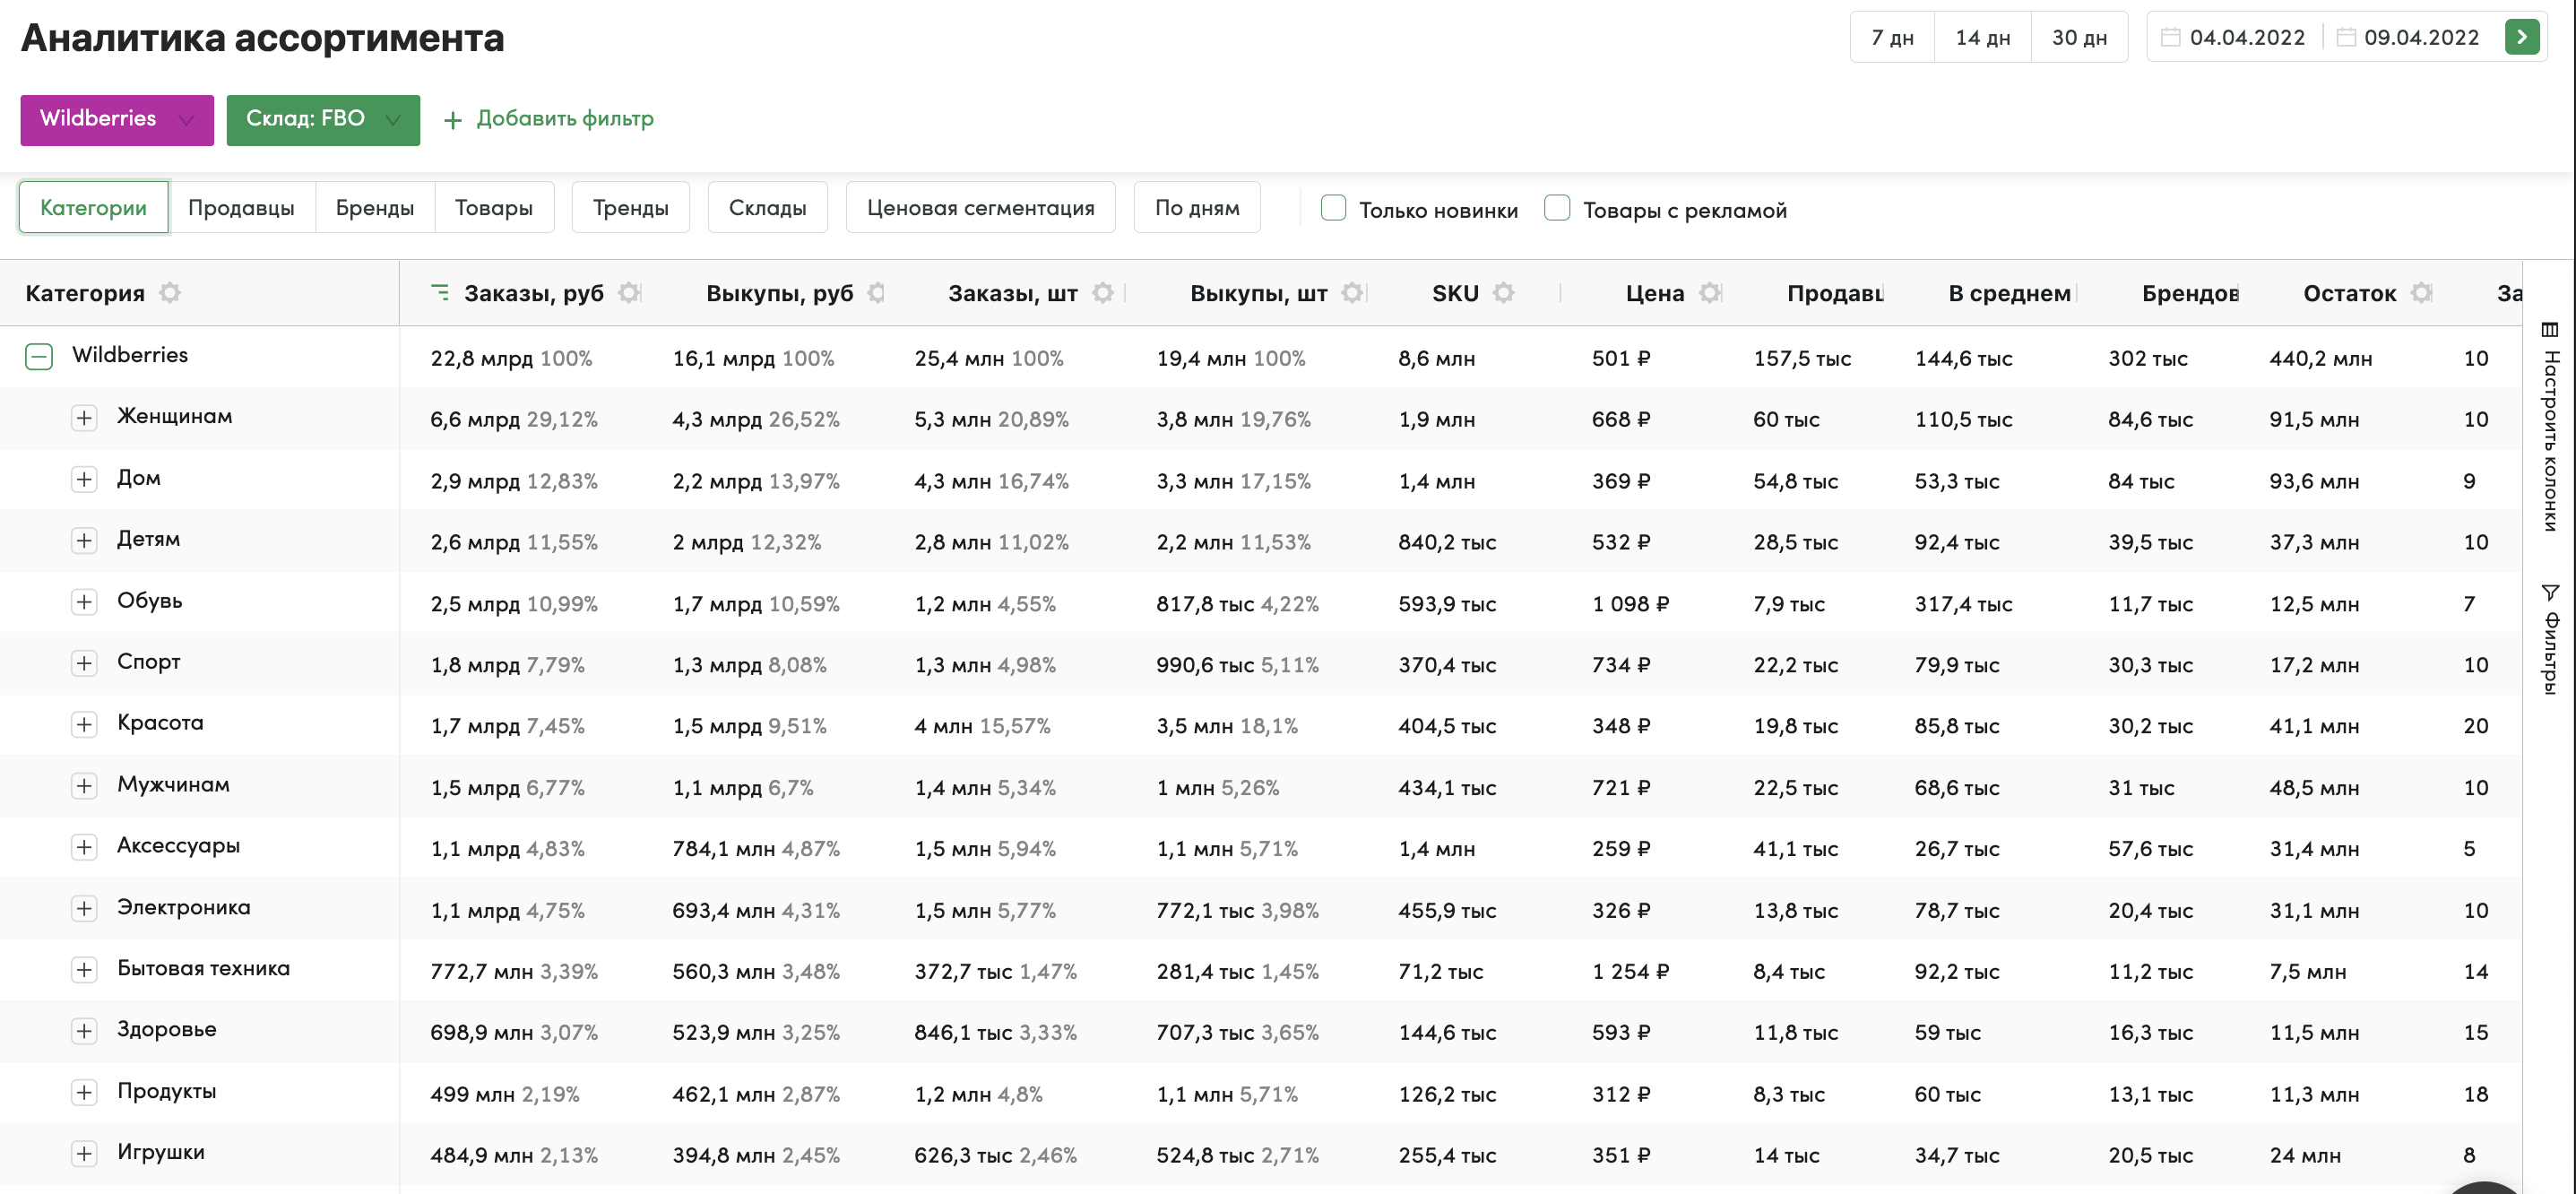 Аналитика ассортимента
7 дн 14 дн 30 дн 04.04.2022 09.04.2022
Wildberries Склад: FBO + Добавить фильтр
Категории Продавцы Бренды Товары Тренды Склады Ценовая сегментация По дням Только новинки Товары с рекламой
Категория Заказы, руб Выкупы, руб Заказы, шт Выкупы, шт SKU Цена Продавц В среднем Брендов Остаток За
Wildberries 22,8 млрд 100% 16,1 млрд 100% 25,4 млн 100% 19,4 млн 100% 8,6 млн 501 ₽ 157,5 тыс 144,6 тыс 302 тыс 440,2 млн 10
Женщинам 6,6 млрд 29,12% 4,3 млрд 26,52% 5,3 млн 20,89% 3,8 млн 19,76% 1,9 млн 668 ₽ 60 тыс 110,5 тыс 84,6 тыс 91,5 млн 10
Дом 2,9 млрд 12,83% 2,2 млрд 13,97% 4,3 млн 16,74% 3,3 млн 17,15% 1,4 млн 369 ₽ 54,8 тыс 53,3 тыс 84 тыс 93,6 млн 9
Детям 2,6 млрд 11,55% 2 млрд 12,32% 2,8 млн 11,02% 2,2 млн 11,53% 840,2 тыс 532 ₽ 28,5 тыс 92,4 тыс 39,5 тыс 37,3 млн 10
Обувь 2,5 млрд 10,99% 1,7 млрд 10,59% 1,2 млн 4,55% 817,8 тыс 4,22% 593,9 тыс 1 098 ₽ 7,9 тыс 317,4 тыс 11,7 тыс 12,5 млн 7
Спорт 1,8 млрд 7,79% 1,3 млрд 8,08% 1,3 млн 4,98% 990,6 тыс 5,11% 370,4 тыс 734 ₽ 22,2 тыс 79,9 тыс 30,3 тыс 17,2 млн 10
Красота 1,7 млрд 7,45% 1,5 млрд 9,51% 4 млн 15,57% 3,5 млн 18,1% 404,5 тыс 348 ₽ 19,8 тыс 85,8 тыс 30,2 тыс 41,1 млн 20
Мужчинам 1,5 млрд 6,77% 1,1 млрд 6,7% 1,4 млн 5,34% 1 млн 5,26% 434,1 тыс 721 ₽ 22,5 тыс 68,6 тыс 31 тыс 48,5 млн 10
Аксессуары 1,1 млрд 4,83% 784,1 млн 4,87% 1,5 млн 5,94% 1,1 млн 5,71% 1,4 млн 259 ₽ 41,1 тыс 26,7 тыс 57,6 тыс 31,4 млн 5
Электроника 1,1 млрд 4,75% 693,4 млн 4,31% 1,5 млн 5,77% 772,1 тыс 3,98% 455,9 тыс 326 ₽ 13,8 тыс 78,7 тыс 20,4 тыс 31,1 млн 10
Бытовая техника 772,7 млн 3,39% 560,3 млн 3,48% 372,7 тыс 1,47% 281,4 тыс 1,45% 71,2 тыс 1 254 ₽ 8,4 тыс 92,2 тыс 11,2 тыс 7,5 млн 14
Здоровье 698,9 млн 3,07% 523,9 млн 3,25% 846,1 тыс 3,33% 707,3 тыс 3,65% 144,6 тыс 593 ₽ 11,8 тыс 59 тыс 16,3 тыс 11,5 млн 15
Продукты 499 млн 2,19% 462,1 млн 2,87% 1,2 млн 4,8% 1,1 млн 5,71% 126,2 тыс 312 ₽ 8,3 тыс 60 тыс 13,1 тыс 11,3 млн 18
Игрушки 484,9 млн 2,13% 394,8 млн 2,45% 626,3 тыс 2,46% 524,8 тыс 2,71% 255,4 тыс 351 ₽ 14 тыс 34,7 тыс 20,5 тыс 24 млн 8
Настроить колонки
Фильтры